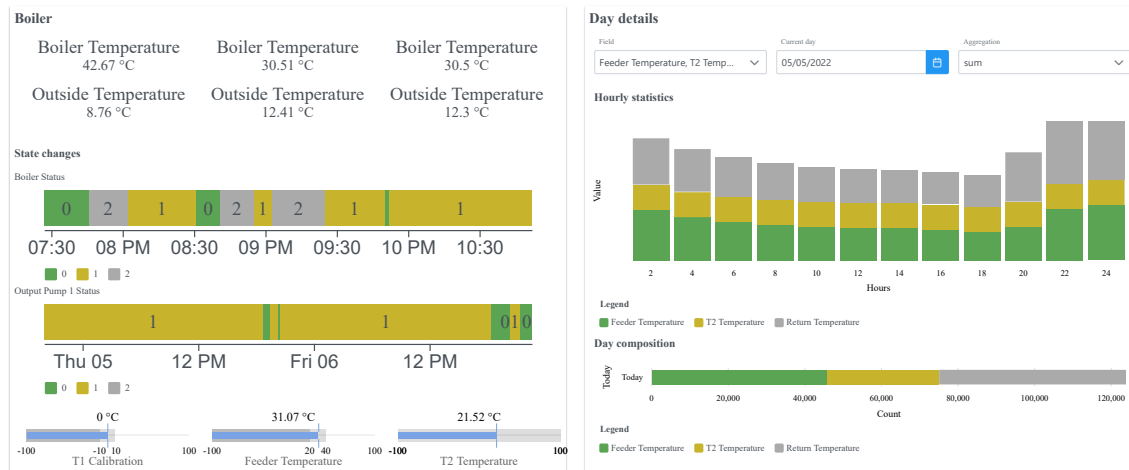 Boiler
Boiler Temperature
42.67 °C
Boiler Temperature
30.51 °C
Boiler Temperature
30.5 °C
Outside Temperature
8.76 °C
Outside Temperature
12.41 °C
Outside Temperature
12.3 °C
State changes
Boiler Status
0 2 1 0 2 1 2 1 1
07:30 08 PM 08:30 09 PM 09:30 10 PM 10:30
0 1 2
Output Pump 1 Status
1 1 0 1 0
Thu 05 12 PM Fri 06 12 PM
0 1 2
0 °C
-100 -10 10 100
T1 Calibration
31.07 °C
-100 20 40 100
Feeder Temperature
21.52 °C
-100 100
T2 Temperature
Day details
Field Current day Aggregation
Feeder Temperature, T2 Temp... 05/05/2022 sum
Hourly statistics
Value
2 4 6 8 10 12 14 16 18 20 22 24
Hours
Legend
Feeder Temperature T2 Temperature Return Temperature
Day composition
Today
Today
0 20,000 40,000 60,000 80,000 100,000 120,000
Count
Legend
Feeder Temperature T2 Temperature Return Temperature